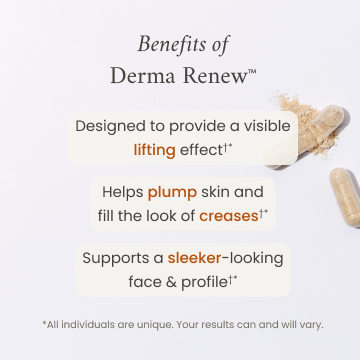 Benefits of
Derma Renew™
Designed to provide a visible
lifting effect†*
Helps plump skin and
fill the look of creases†*
Supports a sleeker-looking
face & profile†*
*All individuals are unique. Your results can and will vary.